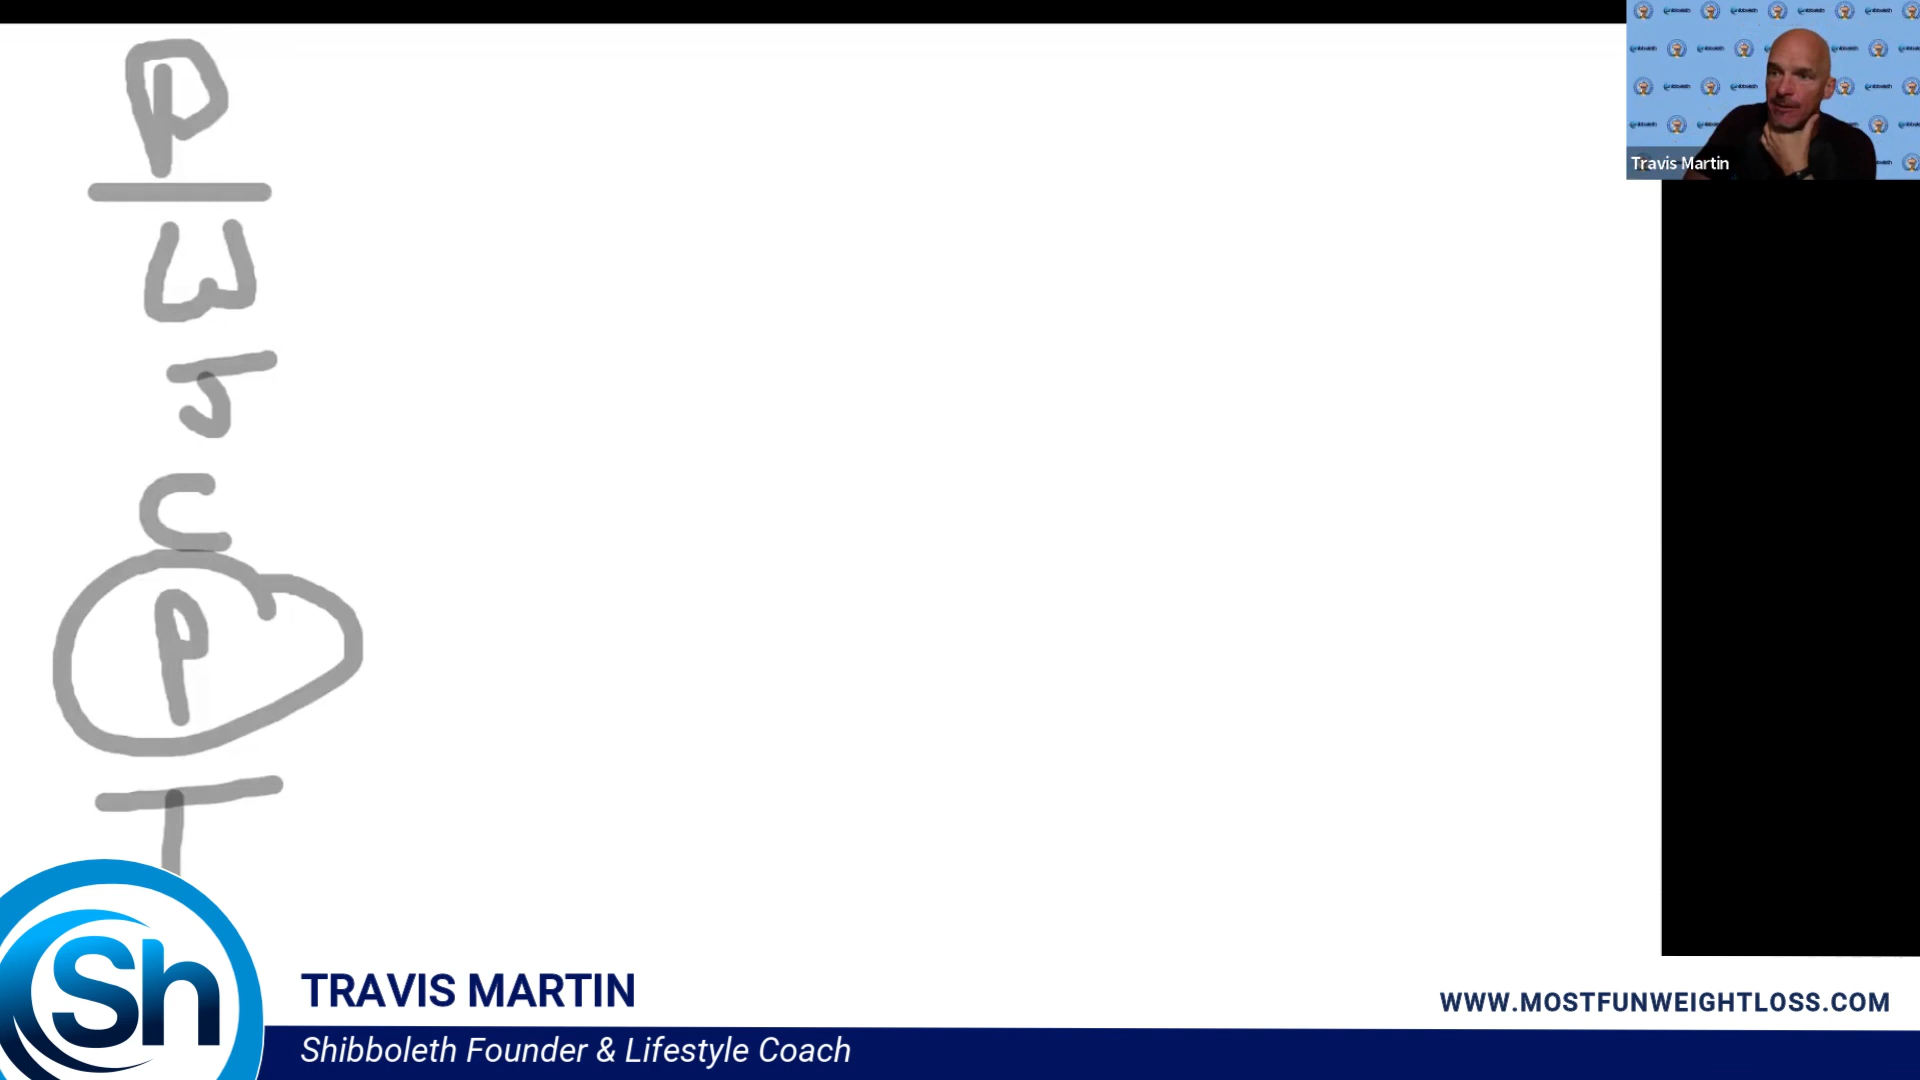 P
W
J
C
P
T
Travis Martin
Sh
TRAVIS MARTIN
Shibboleth Founder & Lifestyle Coach
WWW.MOSTFUNWEIGHTLOSS.COM